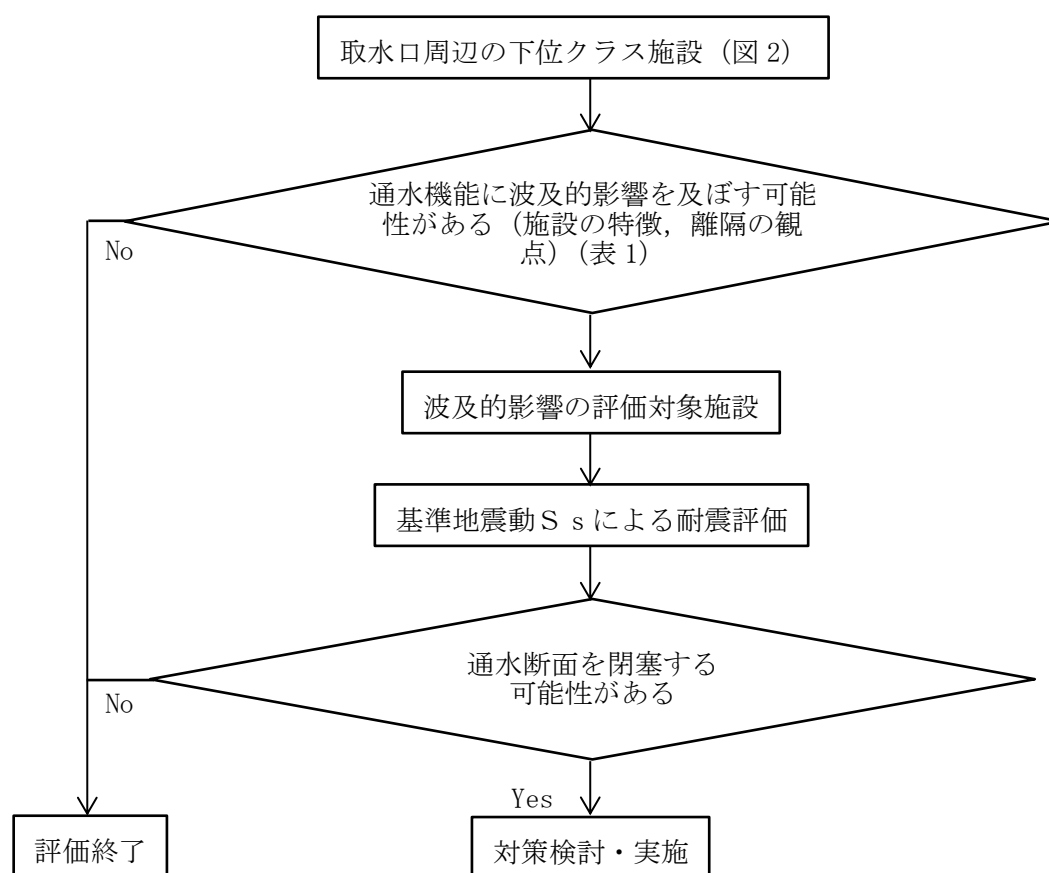 取水口周辺の下位クラス施設（図２）
通水機能に波及的影響を及ぼす可能
性がある（施設の特徴，離隔の観
点）（表１）
No
波及的影響の評価対象施設
基準地震動Ｓｓによる耐震評価
通水断面を閉塞する
可能性がある
No
Yes
評価終了
対策検討・実施